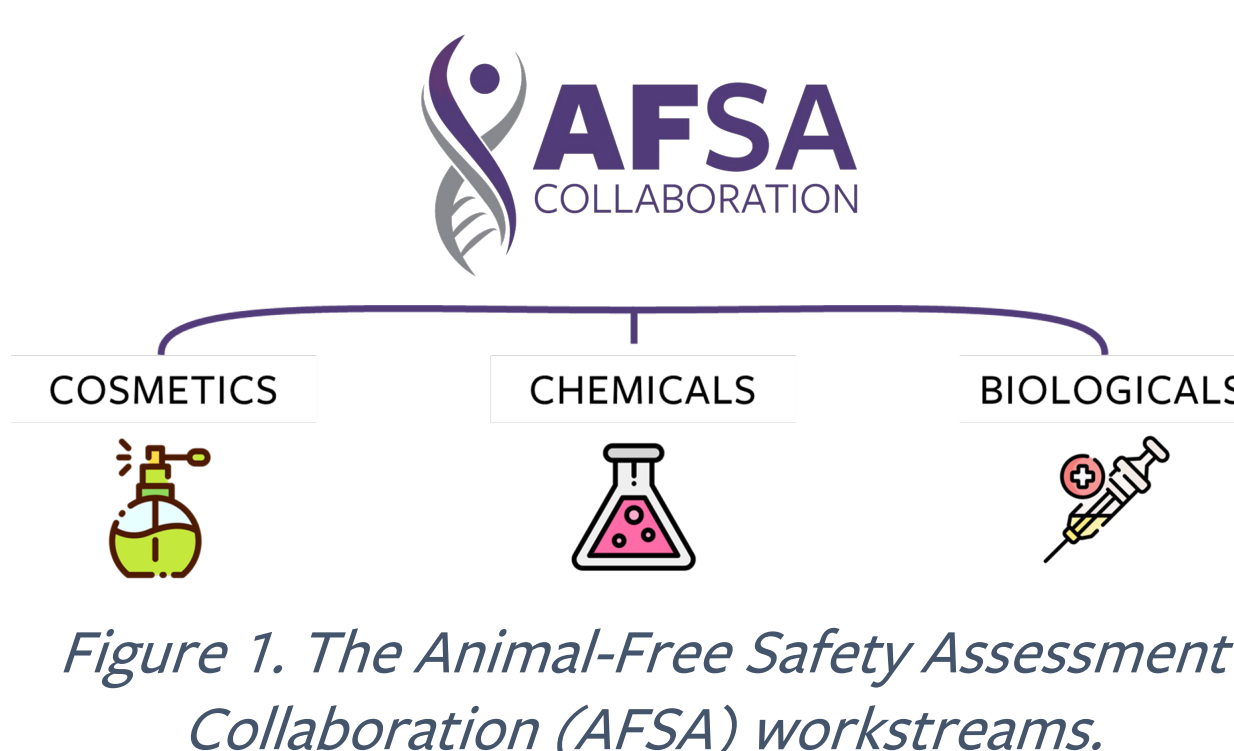 AFSA
COLLABORATION
COSMETICS
CHEMICALS
BIOLOGICALS
Figure 1. The Animal-Free Safety Assessment
Collaboration (AFSA) workstreams.